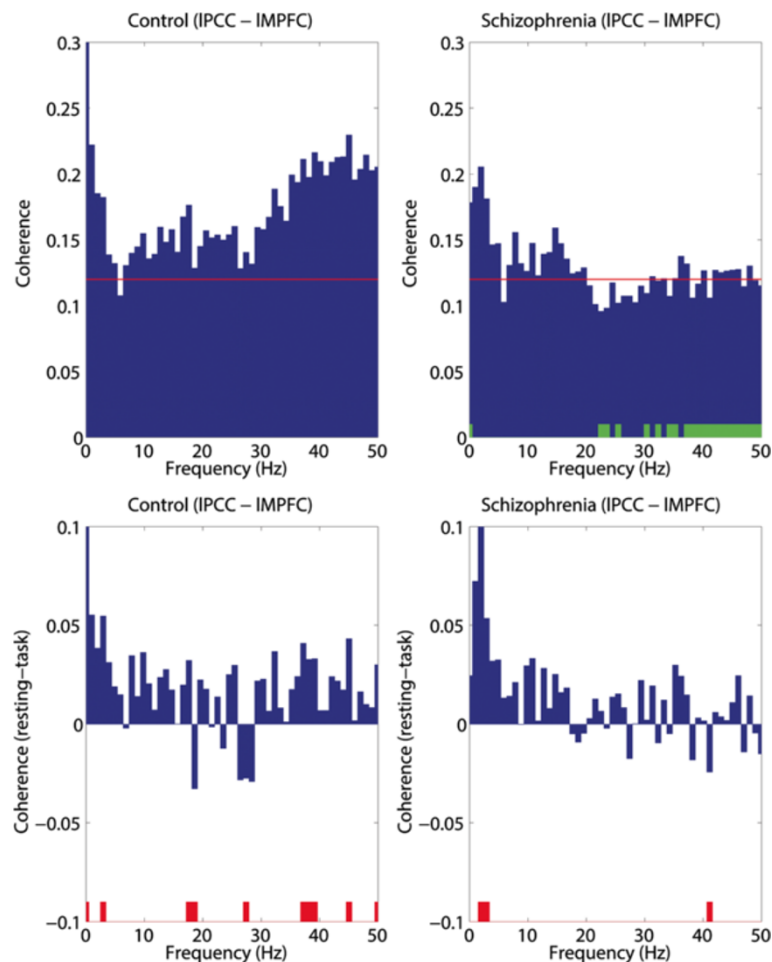 Control (lPCC – lMPFC)
Schizophrenia (lPCC – lMPFC)
Coherence
0.3
0.25
0.2
0.15
0.1
0.05
0
0 10 20 30 40 50
Frequency (Hz)
Coherence
0.3
0.25
0.2
0.15
0.1
0.05
0
0 10 20 30 40 50
Frequency (Hz)
Control (lPCC – lMPFC)
Schizophrenia (lPCC – lMPFC)
Coherence (resting–task)
0.1
0.05
0
−0.05
−0.1
0 10 20 30 40 50
Frequency (Hz)
Coherence (resting–task)
0.1
0.05
0
−0.05
−0.1
0 10 20 30 40 50
Frequency (Hz)